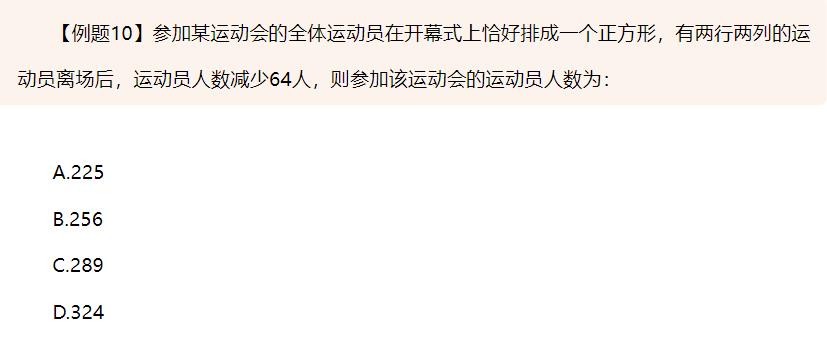 【例题10】参加某运动会的全体运动员在开幕式上恰好排成一个正方形，有两行两列的运
动员离场后，运动员人数减少64人，则参加该运动会的运动员人数为：
A.225
B.256
C.289
D.324